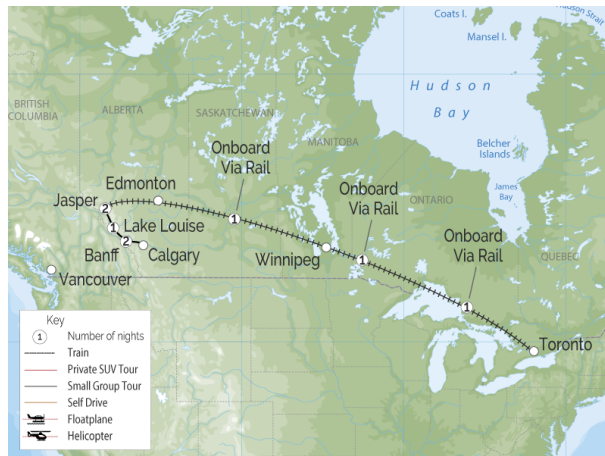 Coats I.
Hudson Strait
Mansel I.
Hudson
Bay
BRITISH
COLUMBIA
ALBERTA
SASKATCHEWAN
MANITOBA
Belcher
Islands
Onboard
Via Rail
Edmonton
Onboard
Via Rail
ONTARIO
James
Bay
Jasper
2
1
Lake Louise
1
2
Banff
Calgary
Winnipeg
1
Onboard
Via Rail
QUEBEC
Vancouver
1
Toronto
Key
1 Number of nights
Train
Private SUV Tour
Small Group Tour
Self Drive
Floatplane
Helicopter